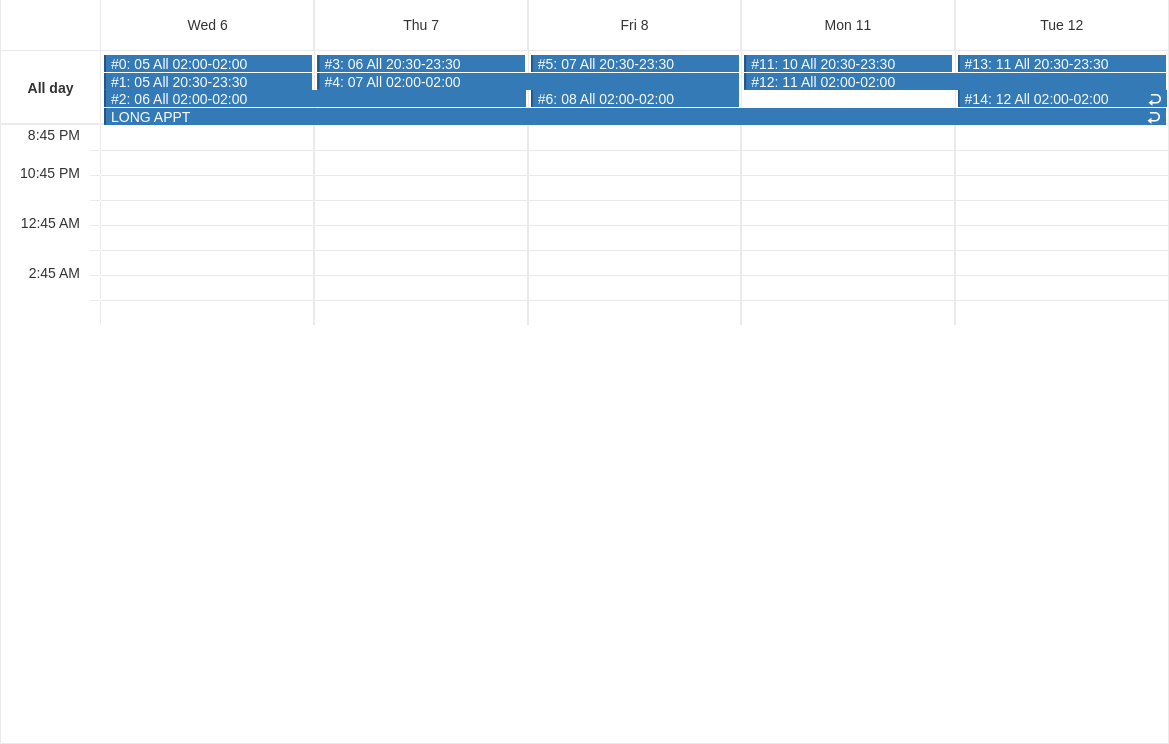 Wed 6 Thu 7 Fri 8 Mon 11 Tue 12
All day
#0: 05 All 02:00-02:00 #3: 06 All 20:30-23:30 #5: 07 All 20:30-23:30 #11: 10 All 20:30-23:30 #13: 11 All 20:30-23:30
#1: 05 All 20:30-23:30 #4: 07 All 02:00-02:00 #12: 11 All 02:00-02:00
#2: 06 All 02:00-02:00 #6: 08 All 02:00-02:00 #14: 12 All 02:00-02:00
LONG APPT
8:45 PM
10:45 PM
12:45 AM
2:45 AM